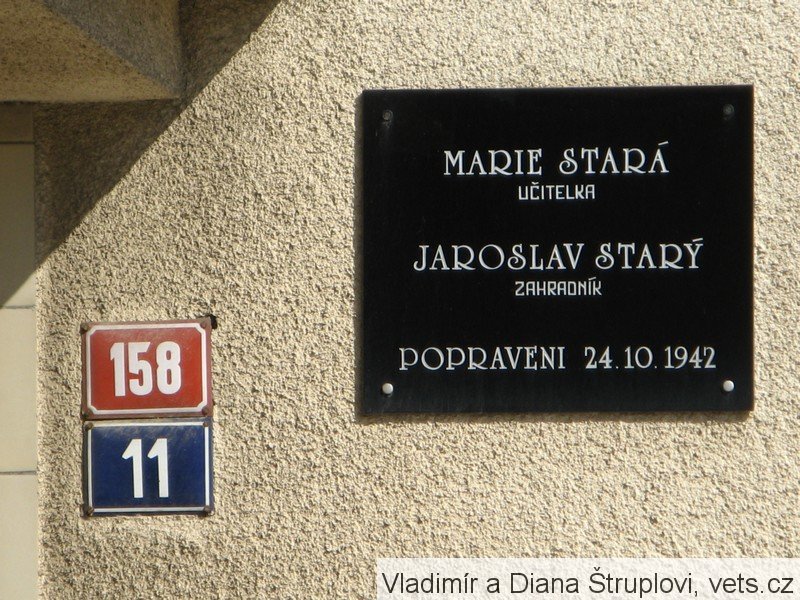 MARIE STARÁ
UČITELKA
JAROSLAV STARÝ
ZAHRADNÍK
POPRAVENI 24.10.1942
158
11
Vladimír a Diana Štruplovi, vets.cz